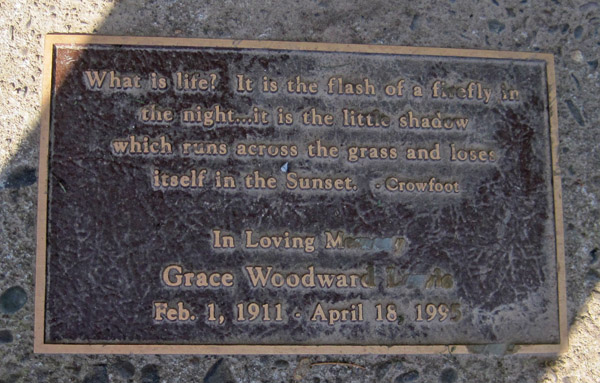 What is life? It is the flash of a firefly in
the night...it is the little shadow
which runs across the grass and loses
itself in the Sunset. - Crowfoot
In Loving Memory
Grace Woodward
Feb. 1, 1911 - April 18, 1995